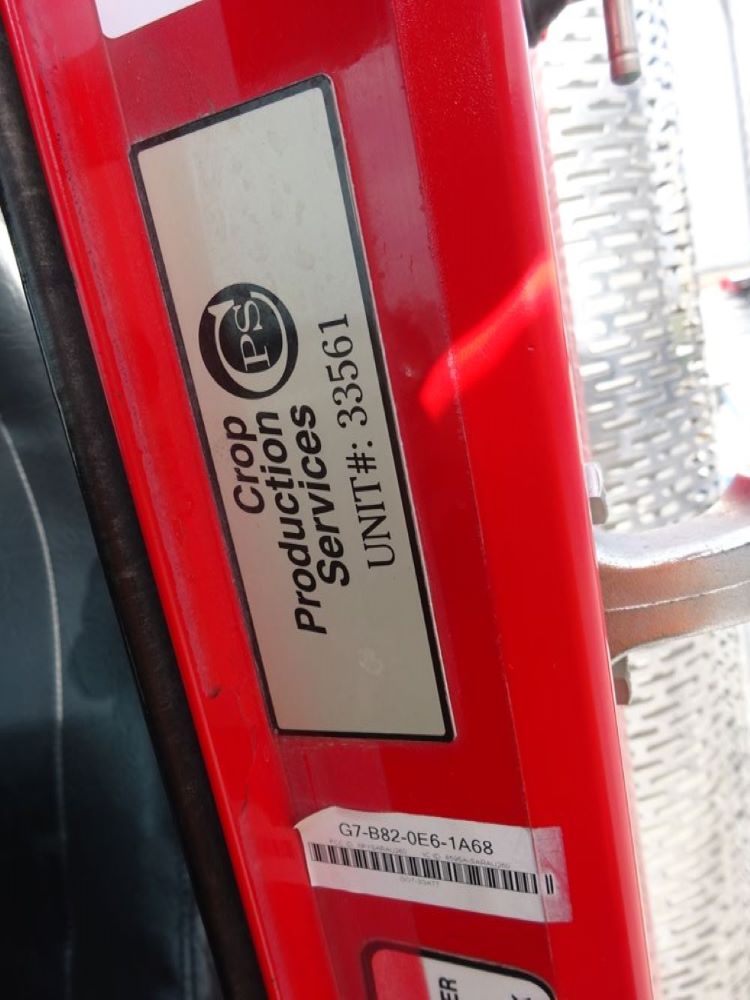 CPS
Crop
Production
Services
UNIT#: 33561
G7-B82-0E6-1A68